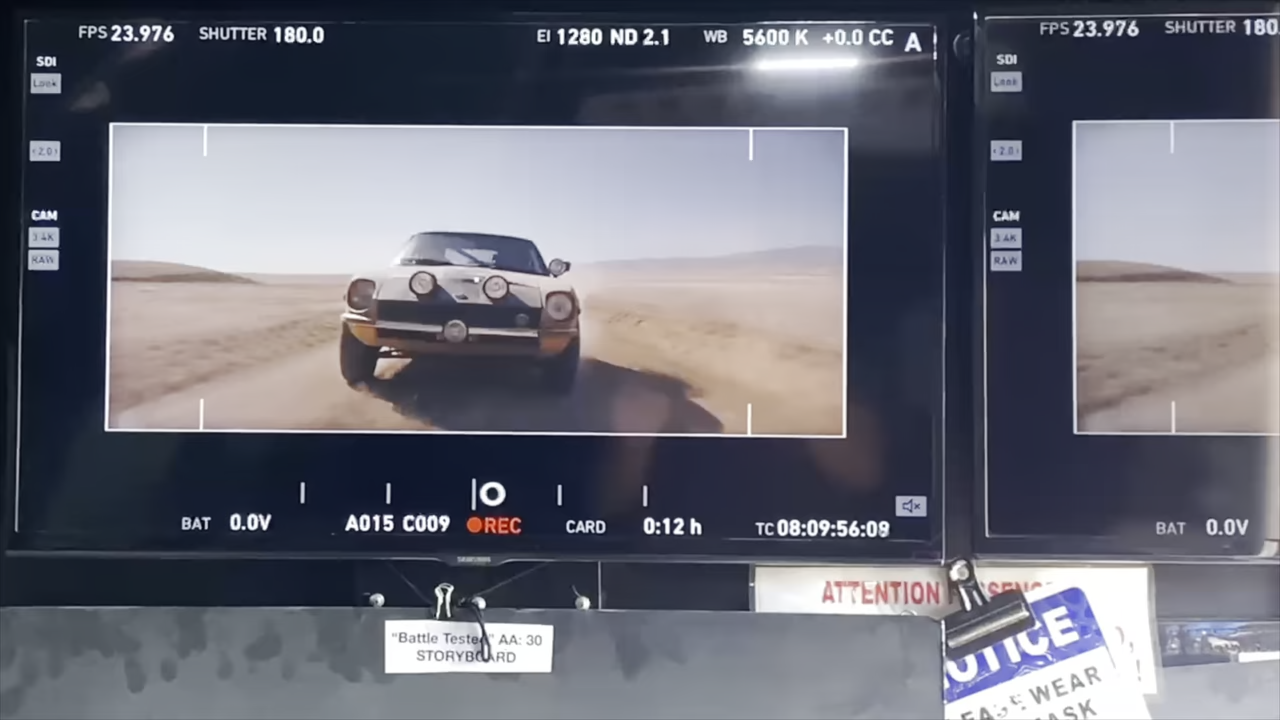 FPS 23.976 SHUTTER 180.0 EI 1280 ND 2.1 WB 5600 K +0.0 CC A
SDI
Look
2.0
CAM
3.4K
RAW
BAT 0.0V A015 C009 REC CARD 0:12 h TC 08:09:56:09
FPS 23.976 SHUTTER 180
SDI
Look
2.0
CAM
3.4K
RAW
BAT 0.0V
ATTENTION
"Battle Tested" AA: 30
STORYBOARD
NOTICE
WEAR